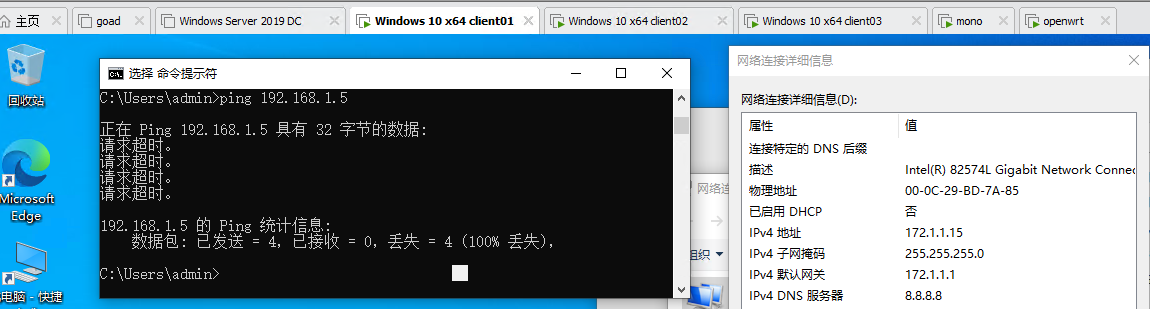 主页
goad
Windows Server 2019 DC
Windows 10 x64 client01
Windows 10 x64 client02
Windows 10 x64 client03
mono
openwrt
回收站
Microsoft
Edge
电脑 - 快捷
选择 命令提示符
C:\Users\admin>ping 192.168.1.5
正在 Ping 192.168.1.5 具有 32 字节的数据:
请求超时。
请求超时。
请求超时。
请求超时。
192.168.1.5 的 Ping 统计信息:
数据包: 已发送 = 4, 已接收 = 0, 丢失 = 4 (100% 丢失),
C:\Users\admin>
网络连
组织
网络连接详细信息
网络连接详细信息(D):
属性 值
连接特定的 DNS 后缀
描述 Intel(R) 82574L Gigabit Network Connec
物理地址 00-0C-29-BD-7A-85
已启用 DHCP 否
IPv4 地址 172.1.1.15
IPv4 子网掩码 255.255.255.0
IPv4 默认网关 172.1.1.1
IPv4 DNS 服务器 8.8.8.8